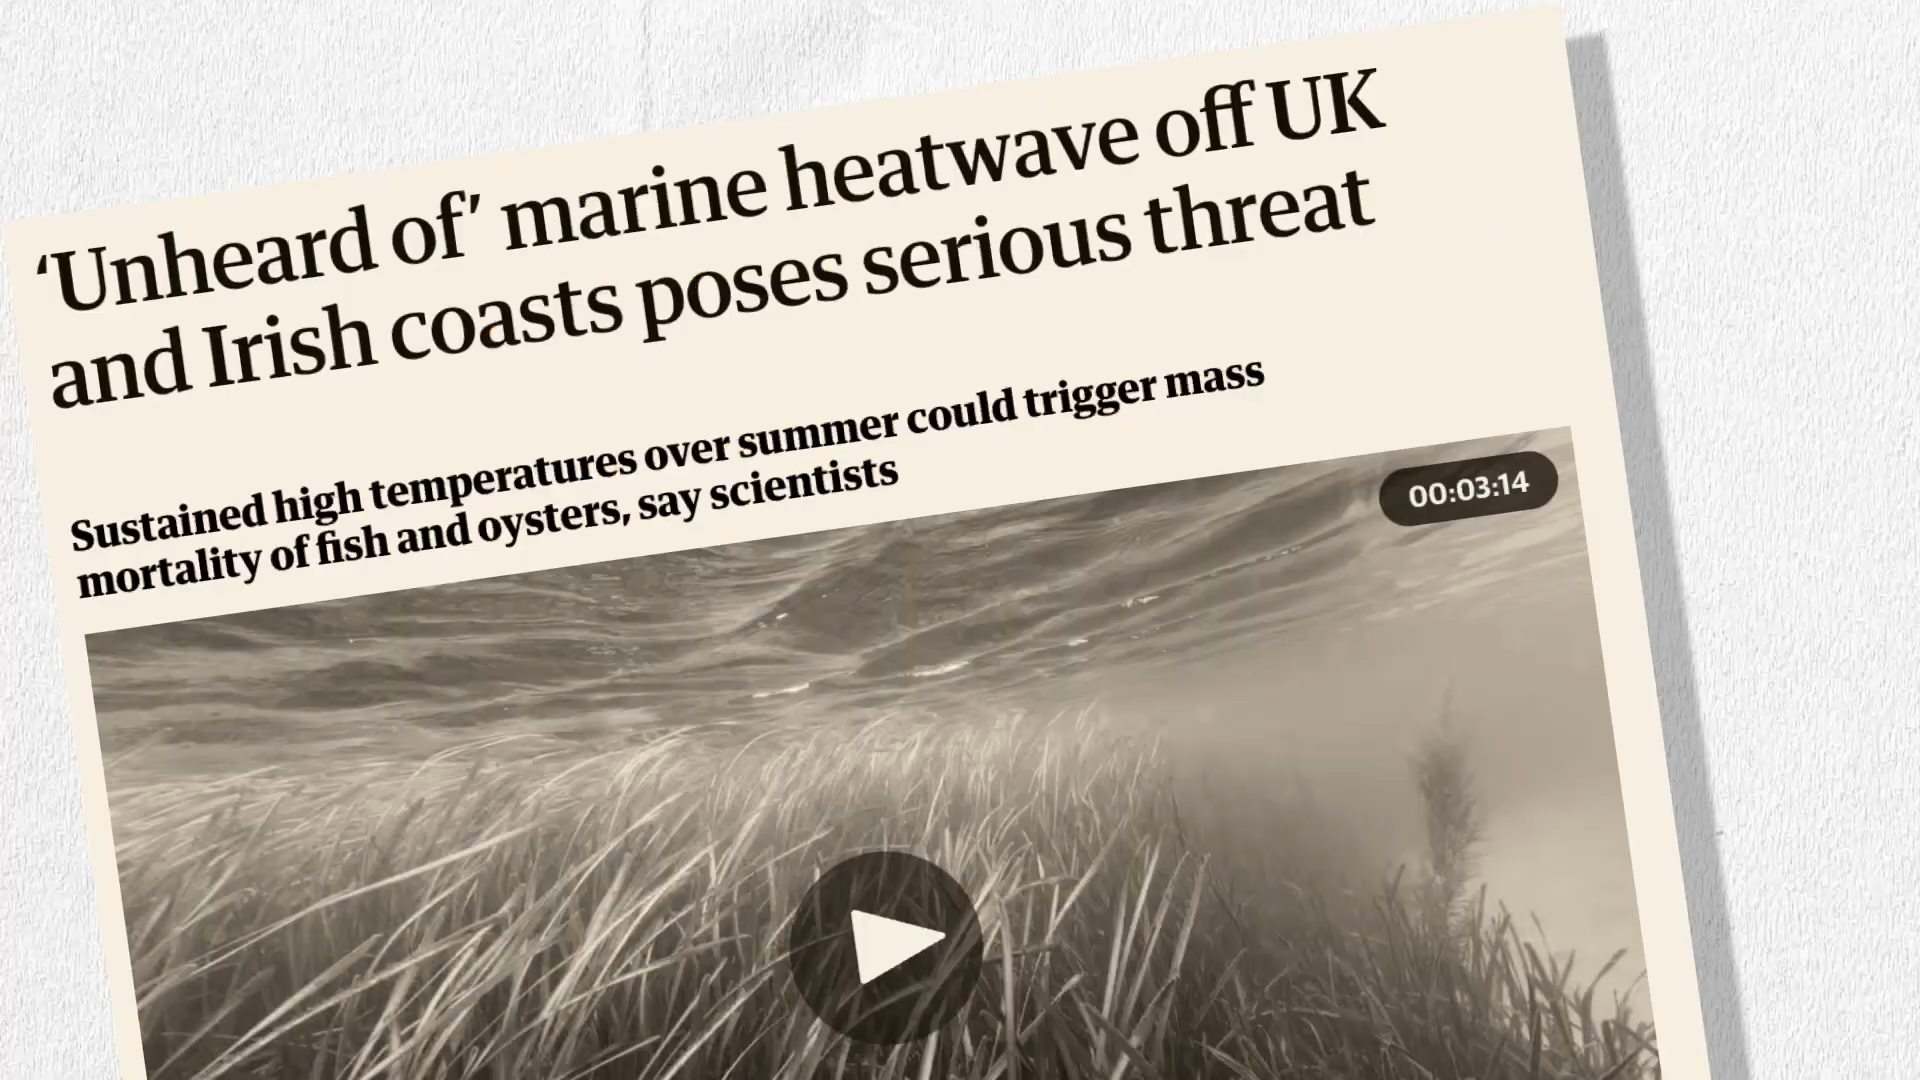 ‘Unheard of’ marine heatwave off UK
and Irish coasts poses serious threat
Sustained high temperatures over summer could trigger mass
mortality of fish and oysters, say scientists
00:03:14